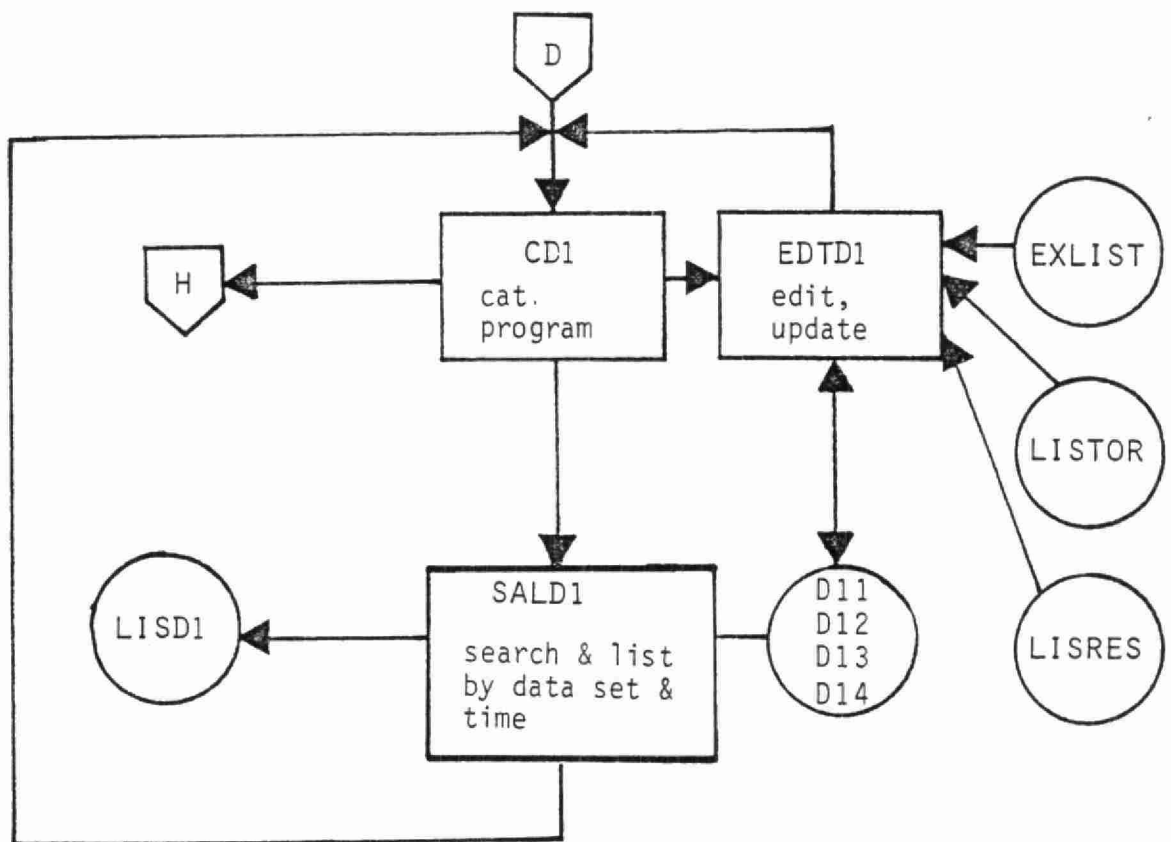 D
CD1
cat.
program
EDTD1
edit,
update
EXLIST
H
LISTOR
LISD1
SALD1
search & list
by data set &
time
D11
D12
D13
D14
LISRES